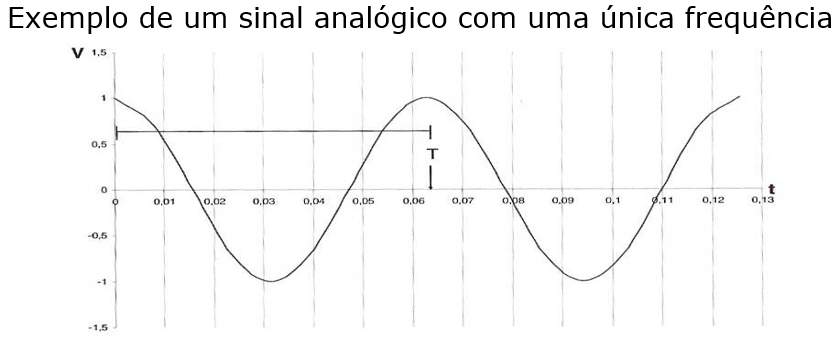 Exemplo de um sinal analógico com uma única frequência
V
1,5
1
0,5
T
0
t
0 0,01 0,02 0,03 0,04 0,05 0,06 0,07 0,08 0,09 0,1 0,11 0,12 0,13
-0,5
-1
-1,5